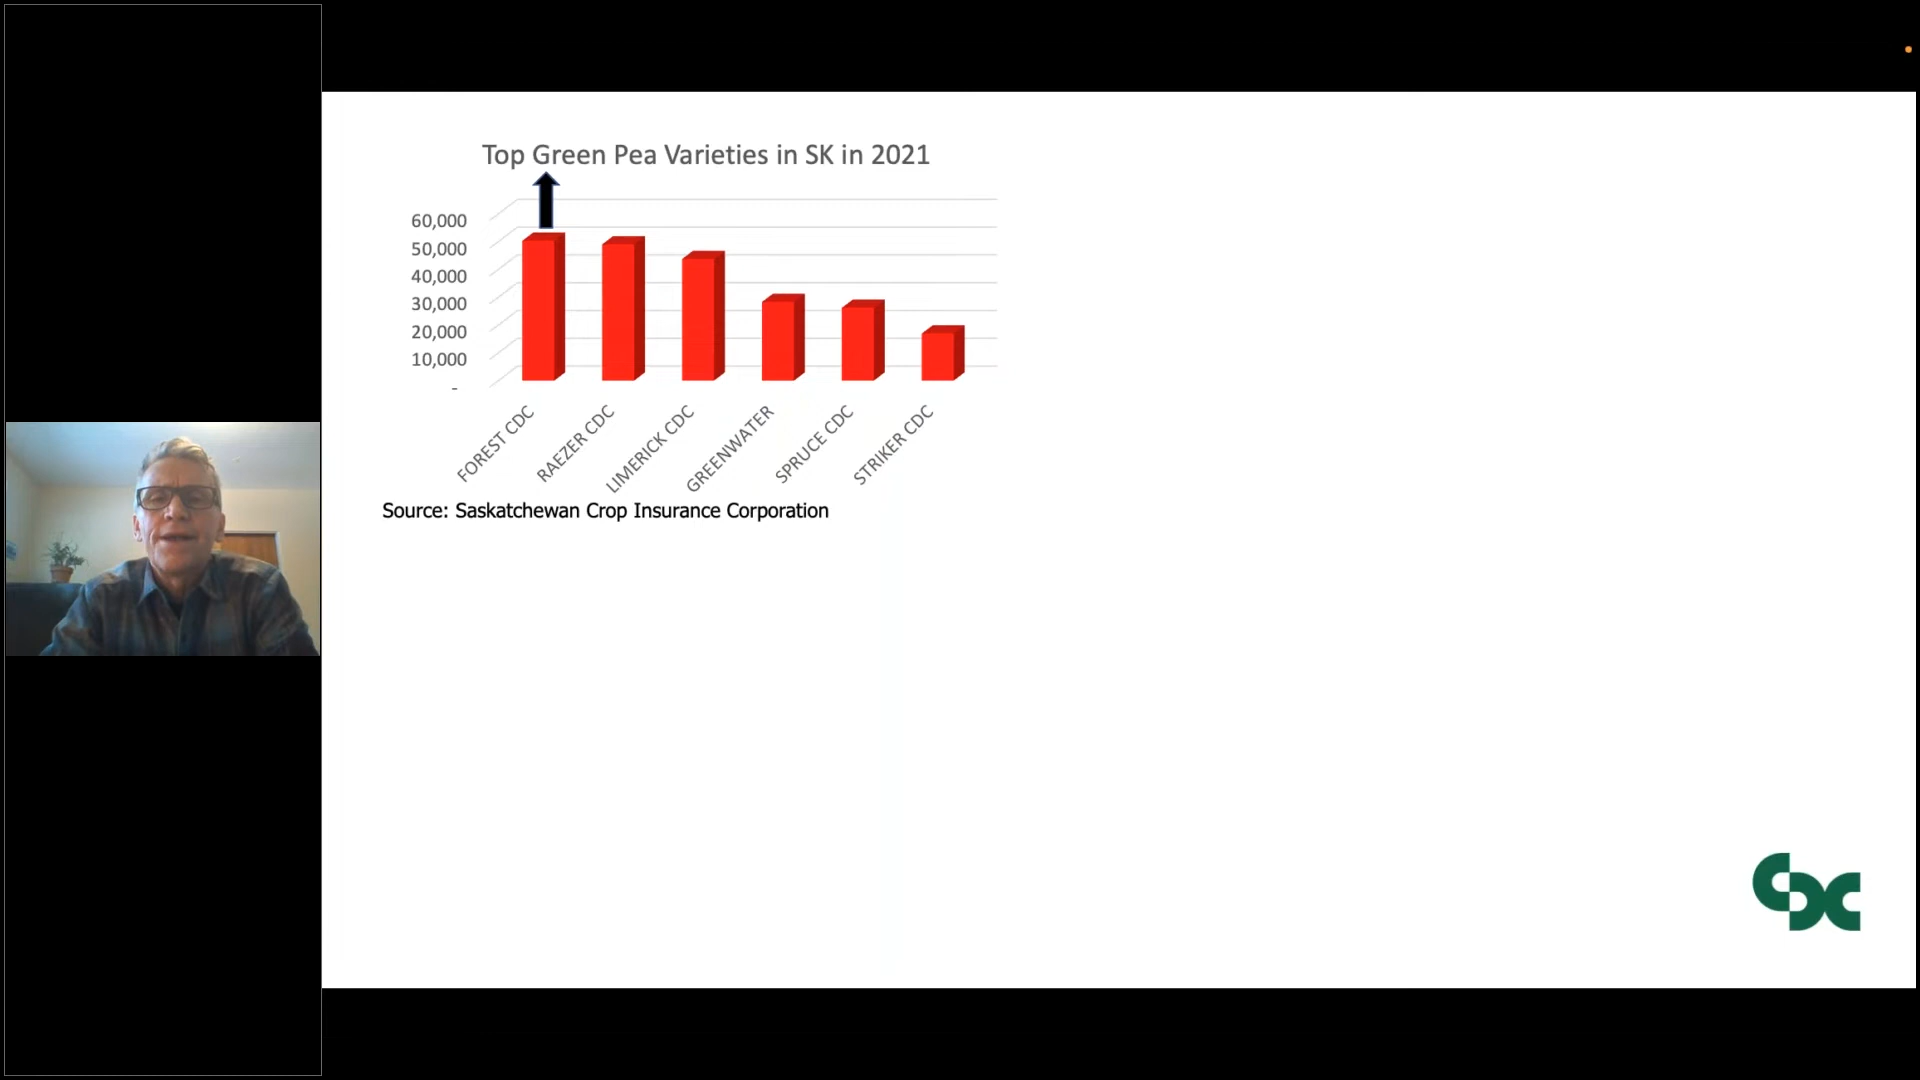 Top Green Pea Varieties in SK in 2021
60,000
50,000
40,000
30,000
20,000
10,000
-
FOREST CDC
RAEZER CDC
LIMERICK CDC
GREENWATER
SPRUCE CDC
STRIKER CDC
Source: Saskatchewan Crop Insurance Corporation
CDC